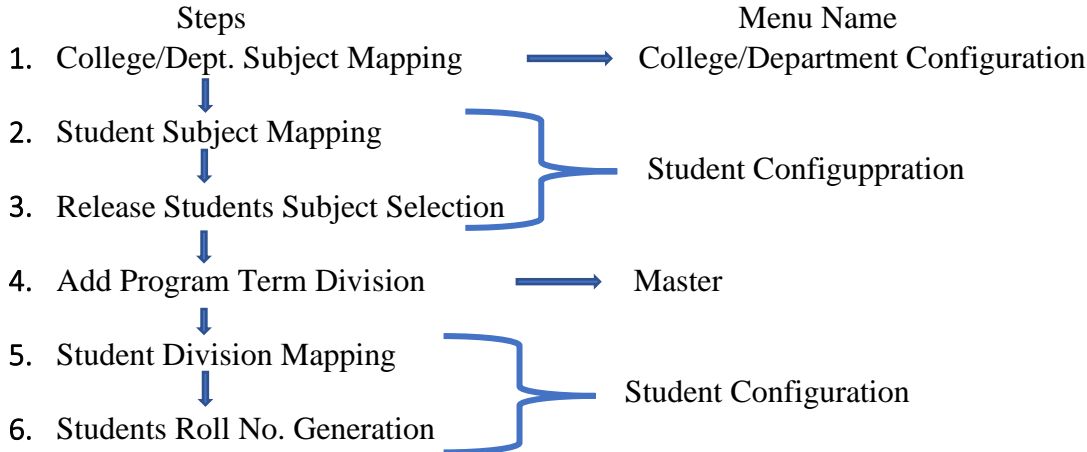 Steps Menu Name
1. College/Dept. Subject Mapping College/Department Configuration
2. Student Subject Mapping
Student Configuppration
3. Release Students Subject Selection
4. Add Program Term Division Master
5. Student Division Mapping
Student Configuration
6. Students Roll No. Generation